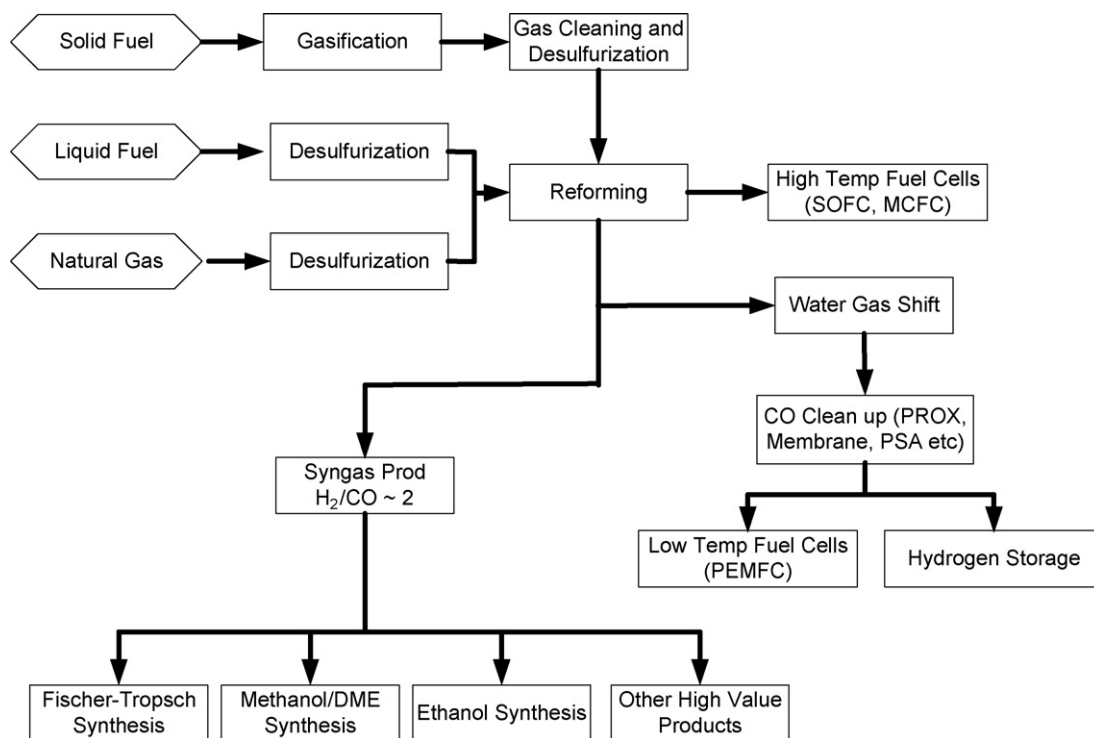 Solid Fuel
Gasification
Gas Cleaning and
Desulfurization
Liquid Fuel
Desulfurization
Reforming
High Temp Fuel Cells
(SOFC, MCFC)
Natural Gas
Desulfurization
Water Gas Shift
CO Clean up (PROX,
Membrane, PSA etc)
Syngas Prod
H₂/CO ~ 2
Low Temp Fuel Cells
(PEMFC)
Hydrogen Storage
Fischer-Tropsch
Synthesis
Methanol/DME
Synthesis
Ethanol Synthesis
Other High Value
Products